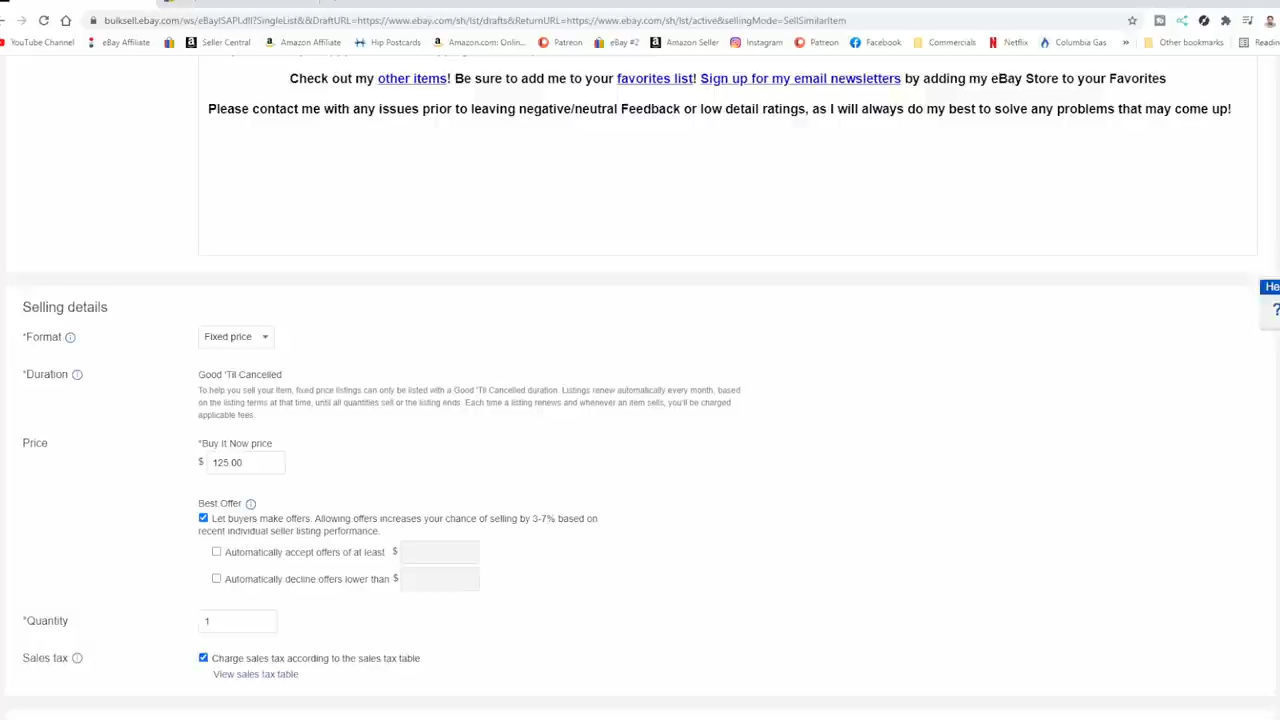 bulksell.ebay.com/ws/eBayISAPI.dll?SingleList&&DraftURL=https://www.ebay.com/sh/lst/drafts&ReturnURL=https://www.ebay.com/sh/lst/active&sellingMode=SellSimilarItem
YouTube Channel eBay Affiliate Seller Central Amazon Affiliate Hip Postcards Amazon.com: Onlin... Patreon eBay #2 Amazon Seller Instagram Patreon Facebook Commercials Netflix Columbia Gas » Other bookmarks Readin
Check out my other items! Be sure to add me to your favorites list! Sign up for my email newsletters by adding my eBay Store to your Favorites
Please contact me with any issues prior to leaving negative/neutral Feedback or low detail ratings, as I will always do my best to solve any problems that may come up!
He
?
Selling details
*Format Fixed price
*Duration Good 'Til Cancelled
To help you sell your item, fixed price listings can only be listed with a Good 'Til Cancelled duration. Listings renew automatically every month, based
on the listing terms at that time, until all quantities sell or the listing ends. Each time a listing renews and whenever an item sells, you'll be charged
applicable fees.
Price *Buy It Now price
$ 125.00
Best Offer
Let buyers make offers. Allowing offers increases your chance of selling by 3-7% based on
recent individual seller listing performance.
Automatically accept offers of at least $
Automatically decline offers lower than $
*Quantity 1
Sales tax Charge sales tax according to the sales tax table
View sales tax table